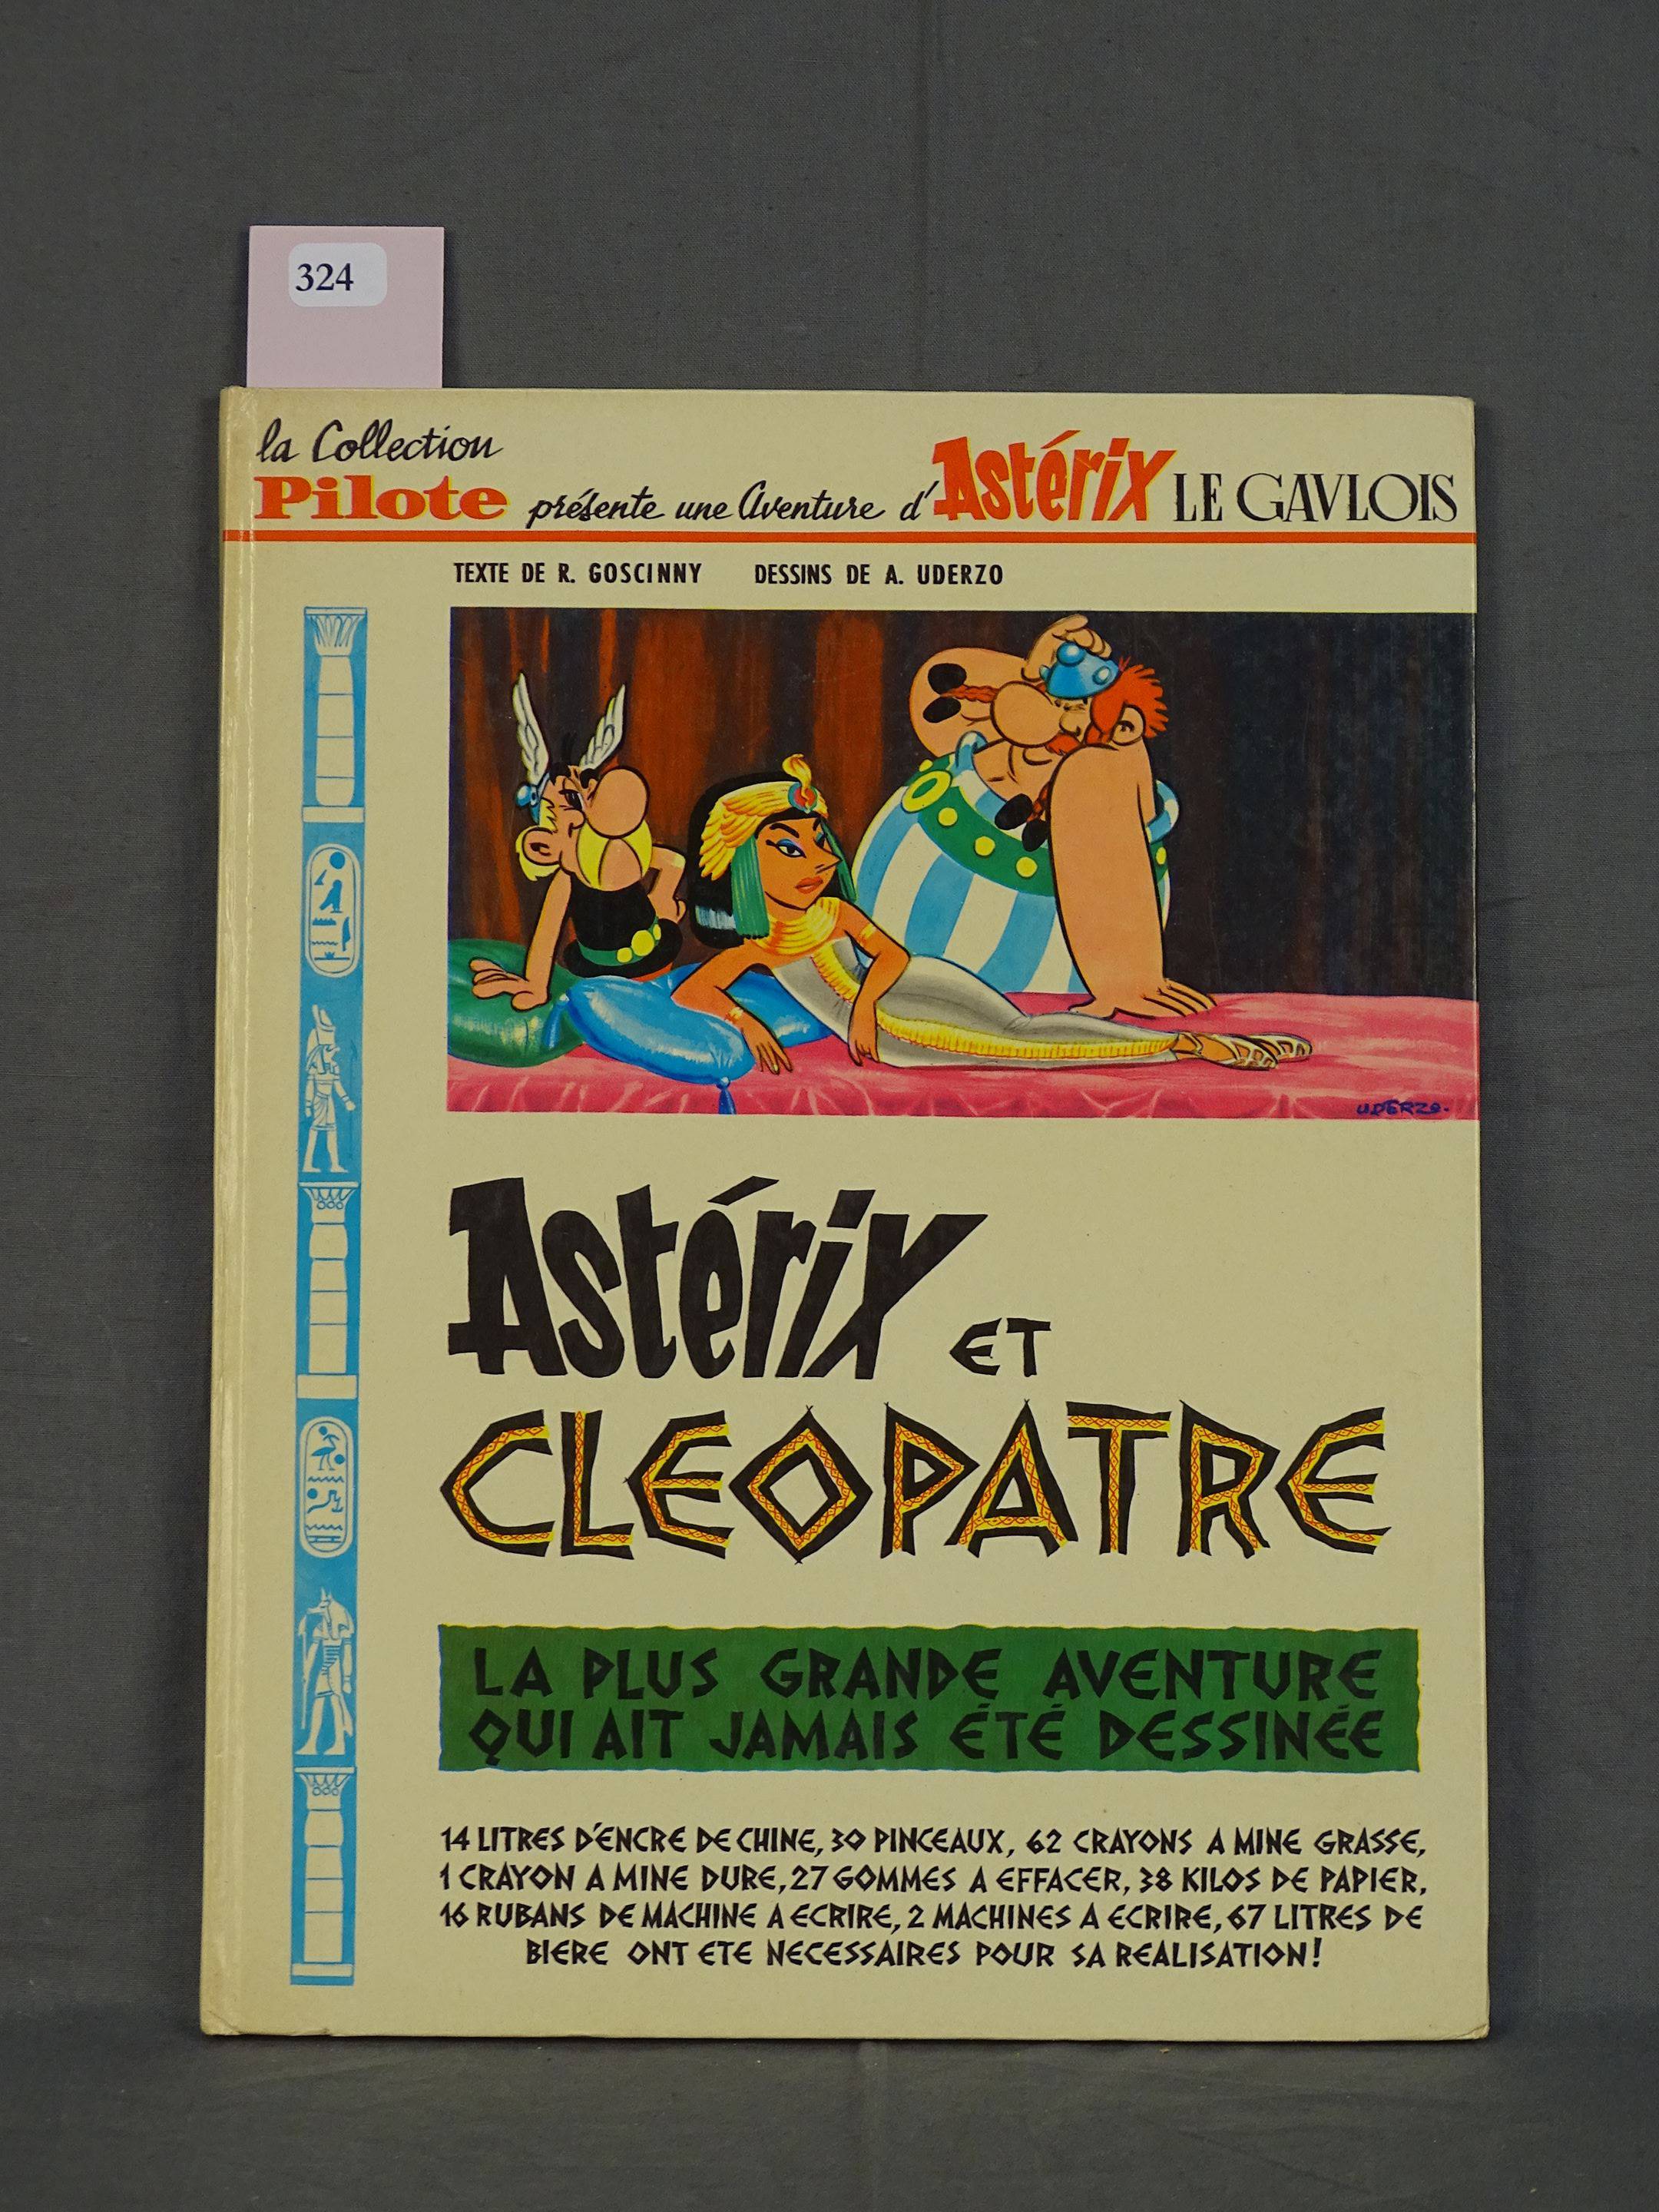 324
la Collection
Pilote présente une Aventure d'Astérix LE GAVLOIS
TEXTE DE R. GOSCINNY DESSINS DE A. UDERZO
UDERZO.
Astérix ET
CLEOPATRE
LA PLUS GRANDE AVENTURE
QUI AIT JAMAIS ÉTÉ DESSINÉE
14 LITRES D'ENCRE DE CHINE, 30 PINCEAUX, 62 CRAYONS A MINE GRASSE,
1 CRAYON A MINE DURE, 27 GOMMES A EFFACER, 38 KILOS DE PAPIER,
16 RUBANS DE MACHINE A ECRIRE, 2 MACHINES A ECRIRE, 67 LITRES DE
BIERE ONT ETE NECESSAIRES POUR SA REALISATION!